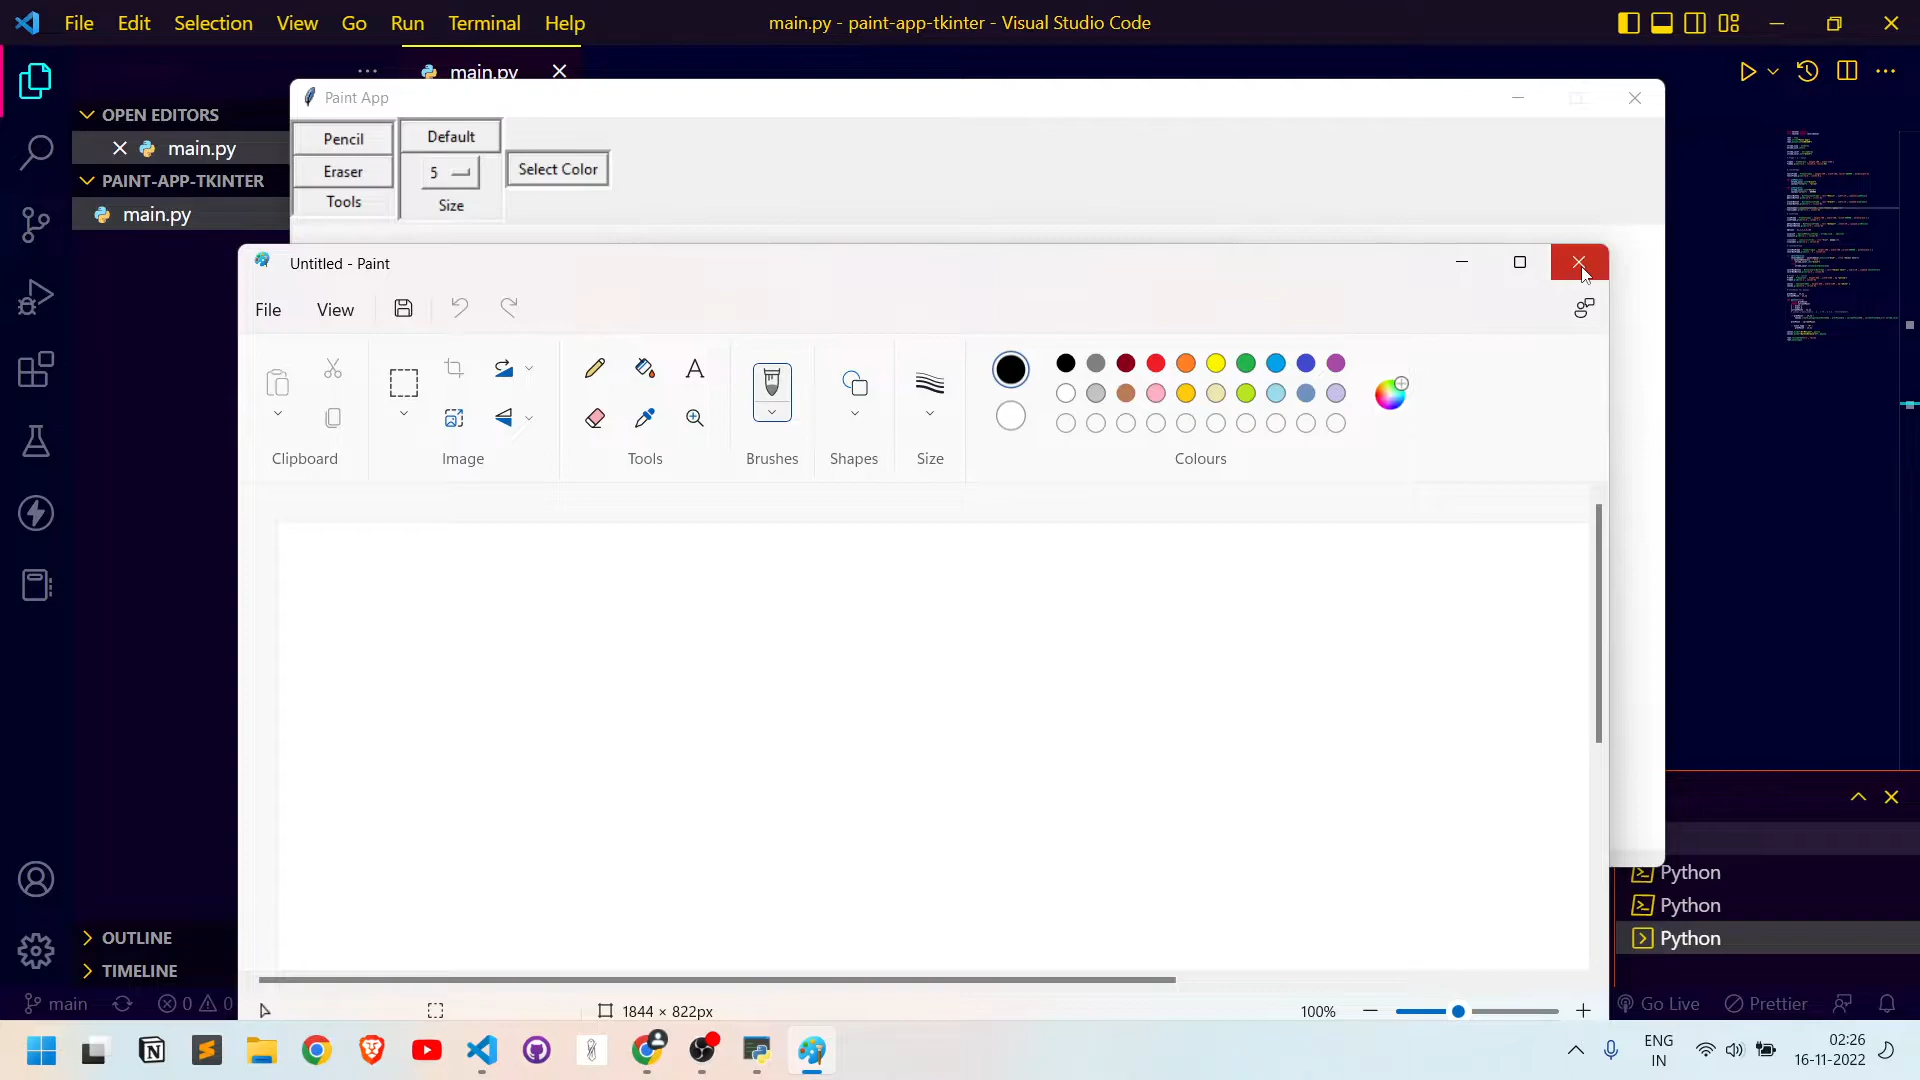 File Edit Selection View Go Run Terminal Help
main.py - paint-app-tkinter - Visual Studio Code
main.py
OPEN EDITORS
main.py
PAINT-APP-TKINTER
main.py
Paint App
Pencil
Eraser
Tools
Default
5
Size
Select Color
Untitled - Paint
File View
Clipboard
Image
Tools
Brushes
Shapes
Size
Colours
Python
Python
Python
OUTLINE
TIMELINE
main
0
0
1844 × 822px
100%
Go Live
Prettier
ENG
IN
02:26
16-11-2022